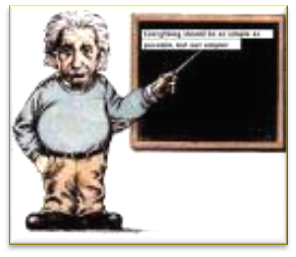 Everything should be as simple as
possible, but not simpler